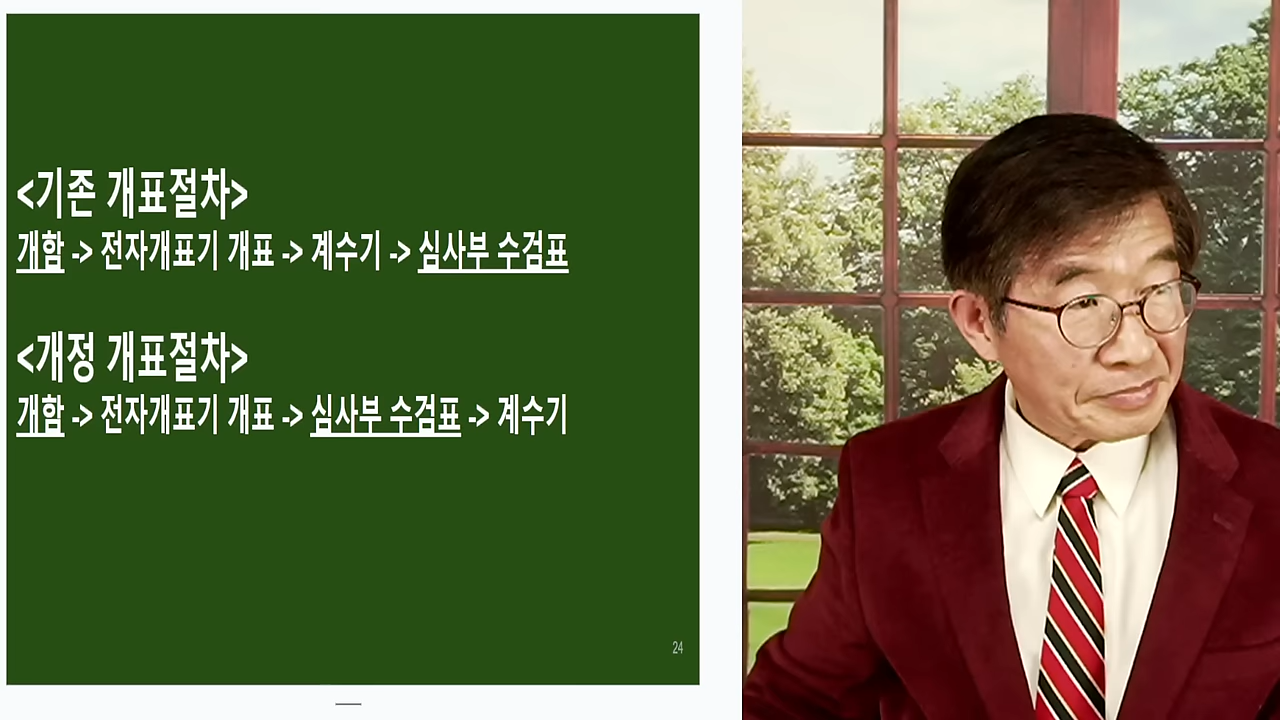 <기존 개표절차>
개함 -> 전자개표기 개표 -> 계수기 -> 심사부 수검표
<개정 개표절차>
개함 -> 전자개표기 개표 -> 심사부 수검표 -> 계수기
24